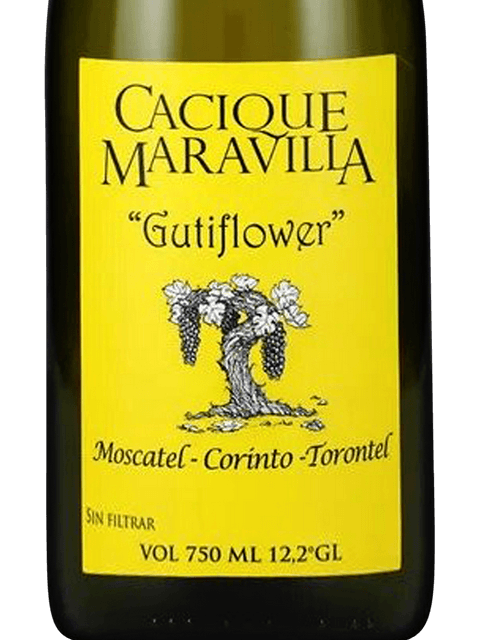 CACIQUE
MARAVILLA
"Gutiflower"
Moscatel - Corinto - Torontel
SIN FILTRAR
VOL 750 ML 12,2°GL